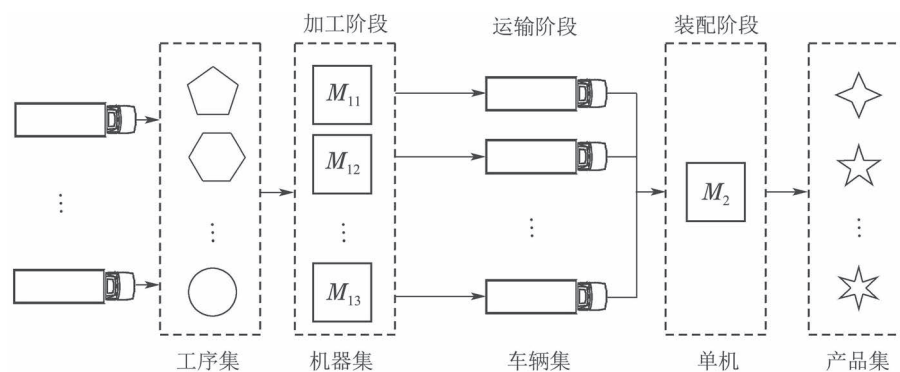 加工阶段 运输阶段 装配阶段
M11
M12
M2
M13
工序集 机器集 车辆集 单机 产品集